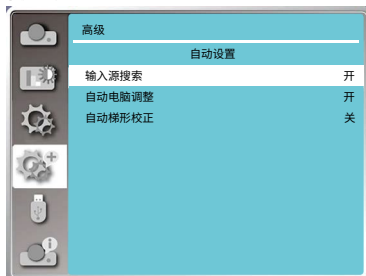 高级
自动设置
输入源搜索 开
自动电脑调整 开
自动梯形校正 关